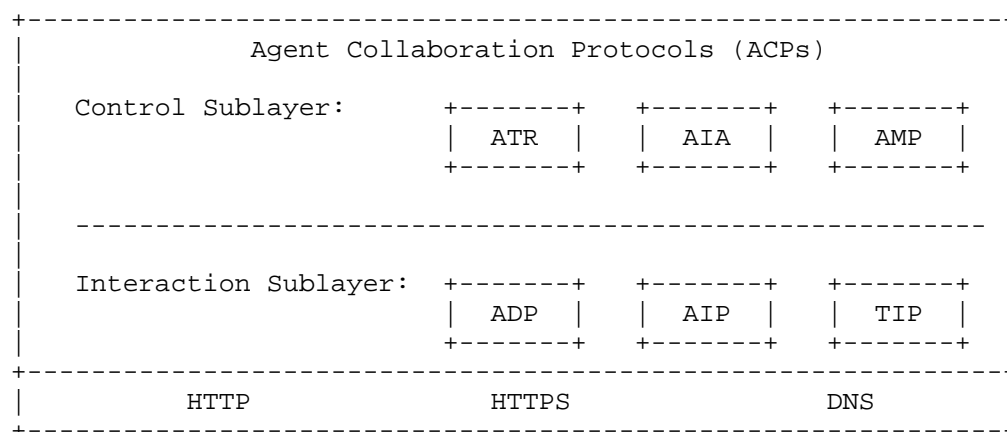 Agent Collaboration Protocols (ACPs)
Control Sublayer: ATR AIA AMP
Interaction Sublayer: ADP AIP TIP
HTTP HTTPS DNS